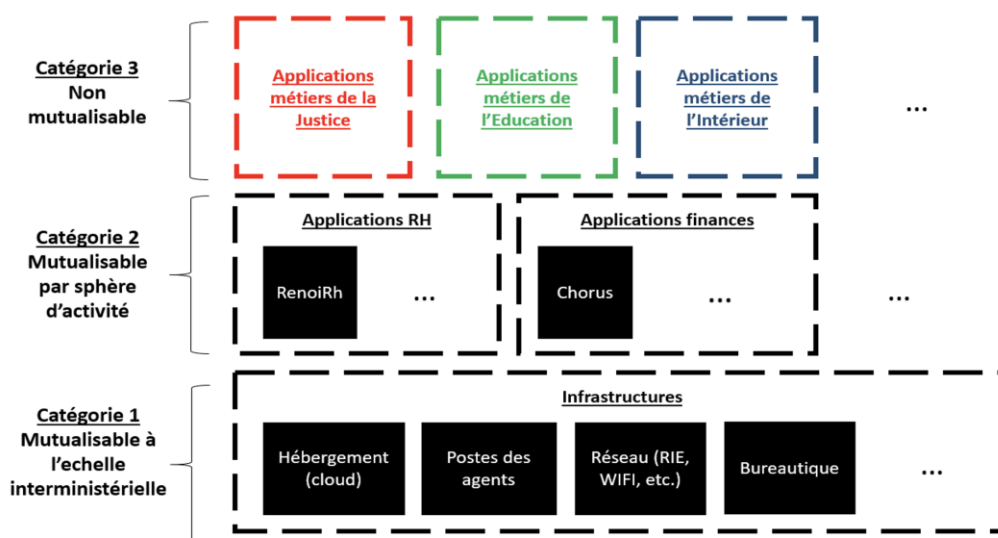 Catégorie 3
Non
mutualisable
Applications
métiers de la
Justice
Applications
métiers de
l'Education
Applications
métiers de
l'Intérieur
...
Catégorie 2
Mutualisable
par sphère
d'activité
Applications RH
RenoiRh
...
Applications finances
Chorus
...
...
Catégorie 1
Mutualisable à
l'echelle
interministérielle
Infrastructures
Hébergement
(cloud)
Postes des
agents
Réseau (RIE,
WIFI, etc.)
Bureautique
...